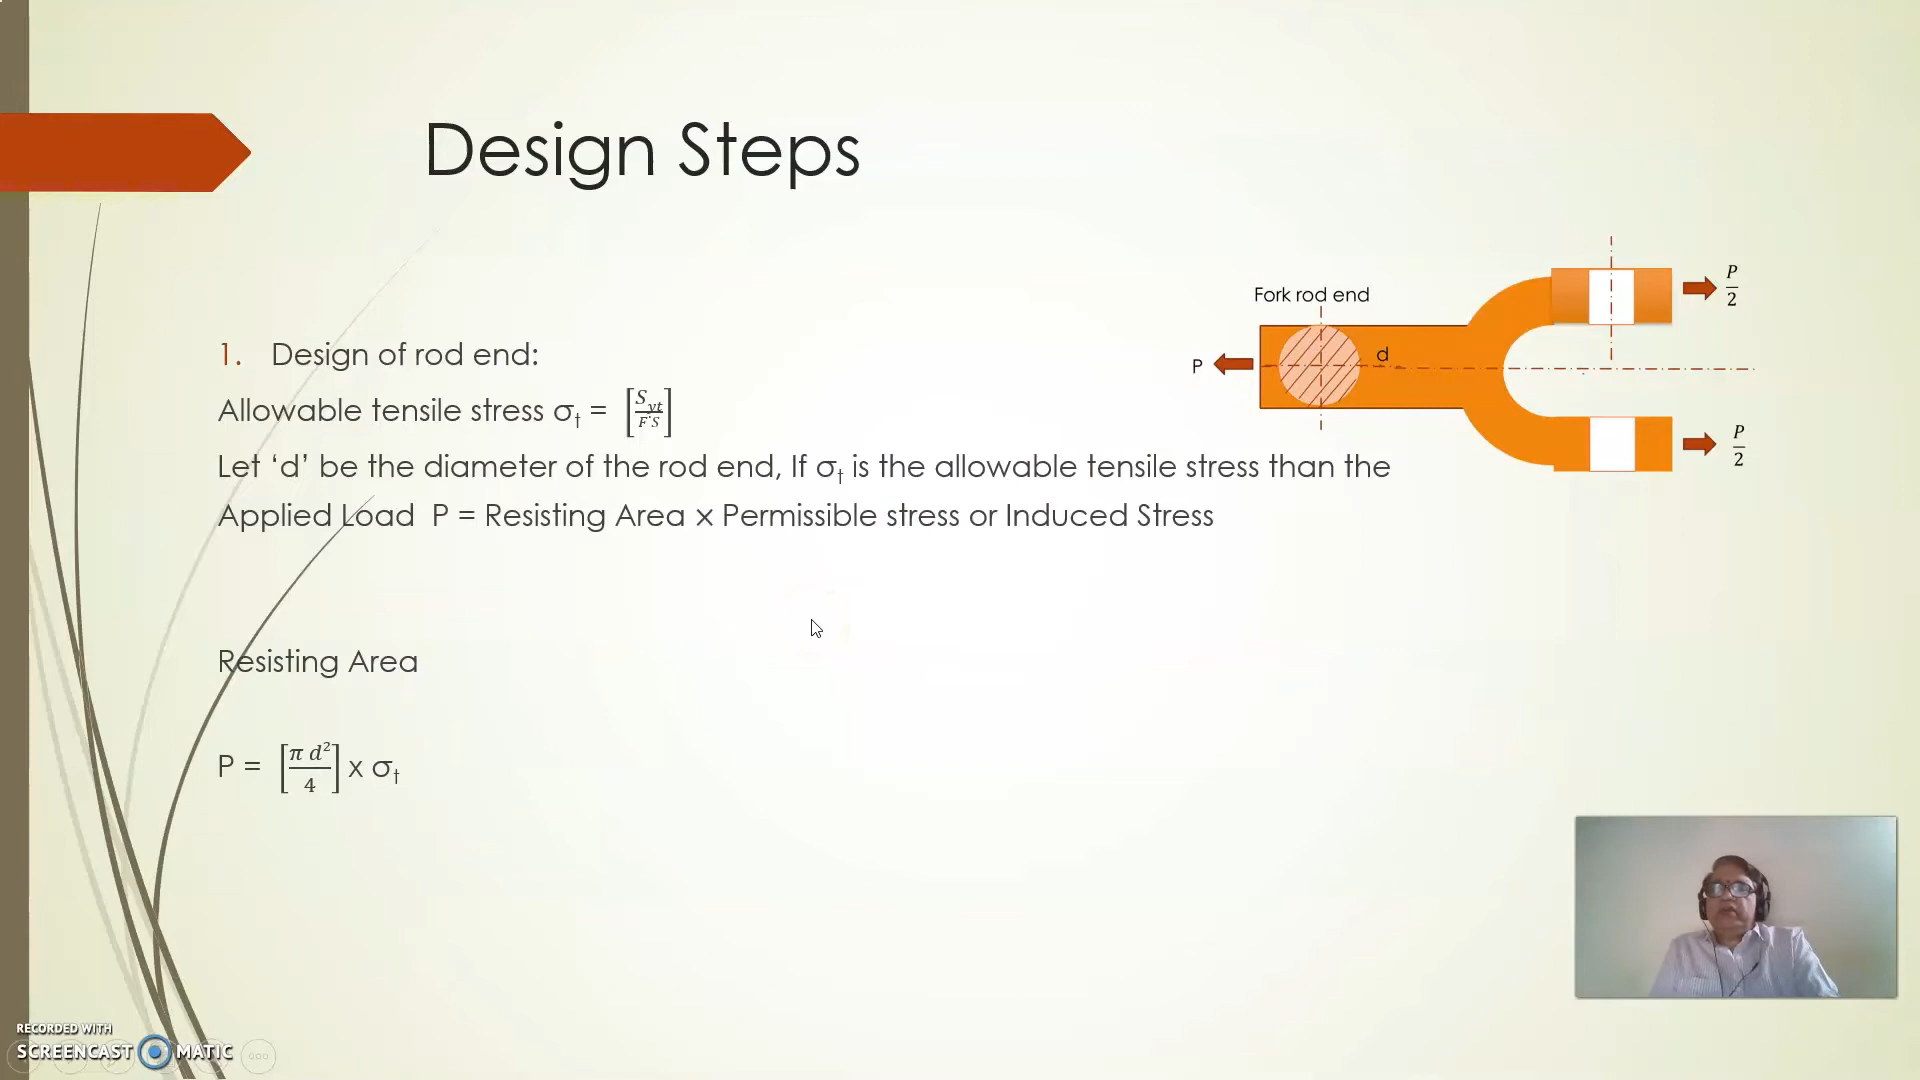 Design Steps
Fork rod end
P/2
1. Design of rod end:
P
d
Allowable tensile stress σt = [Syt/F.S]
P/2
Let ‘d’ be the diameter of the rod end, If σt is the allowable tensile stress than the
Applied Load P = Resisting Area x Permissible stress or Induced Stress
Resisting Area
P = [π d²/4] x σt
RECORDED WITH
SCREENCAST MATIC